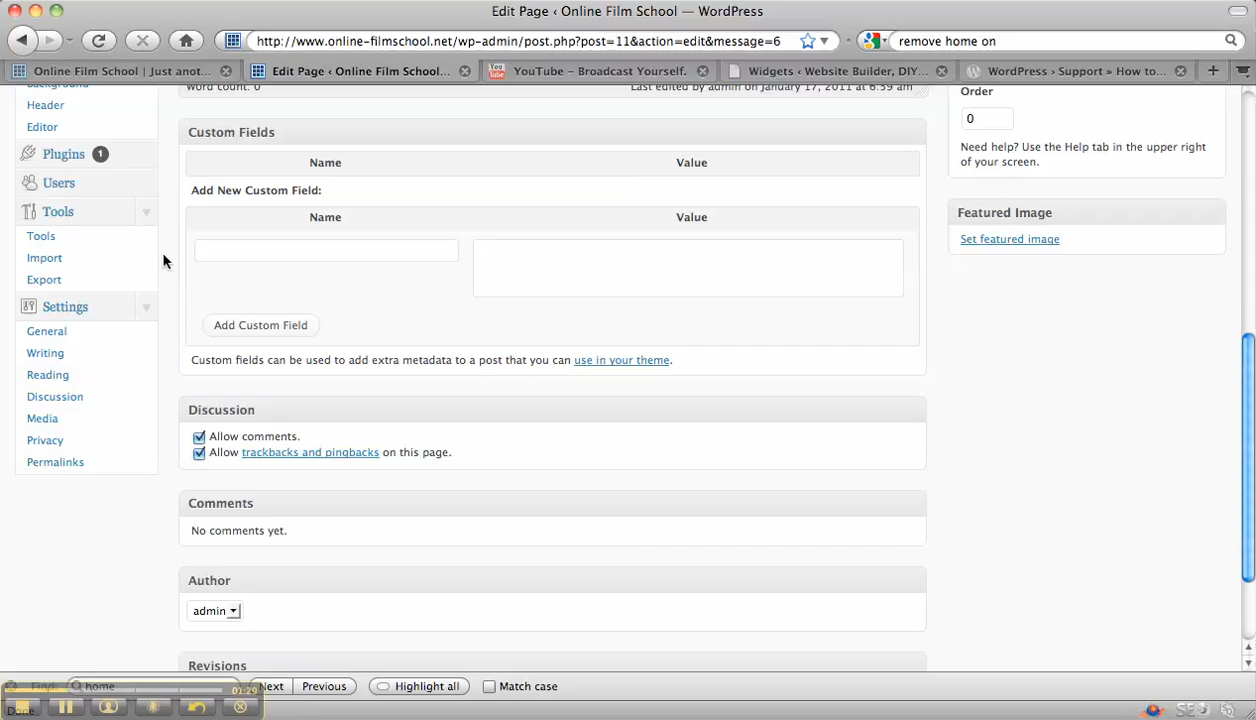 Edit Page ‹ Online Film School — WordPress
http://www.online-filmschool.net/wp-admin/post.php?post=11&action=edit&message=6
remove home on
Online Film School | Just anot...
Edit Page ‹ Online Film School...
You Tube
YouTube – Broadcast Yourself.
Widgets ‹ Website Builder, DIY...
WordPress › Support » How to...
Background
Header
Editor
Plugins 1
Users
Tools
Tools
Import
Export
Settings
General
Writing
Reading
Discussion
Media
Privacy
Permalinks
Word count: 0
Last edited by admin on January 17, 2011 at 6:59 am
Custom Fields
Name Value
Add New Custom Field:
Name Value
Add Custom Field
Custom fields can be used to add extra metadata to a post that you can use in your theme.
Discussion
Allow comments.
Allow trackbacks and pingbacks on this page.
Comments
No comments yet.
Author
admin
Revisions
Order
0
Need help? Use the Help tab in the upper right
of your screen.
Featured Image
Set featured image
Find: home
Next
Previous
Highlight all
Match case
01:29
Done